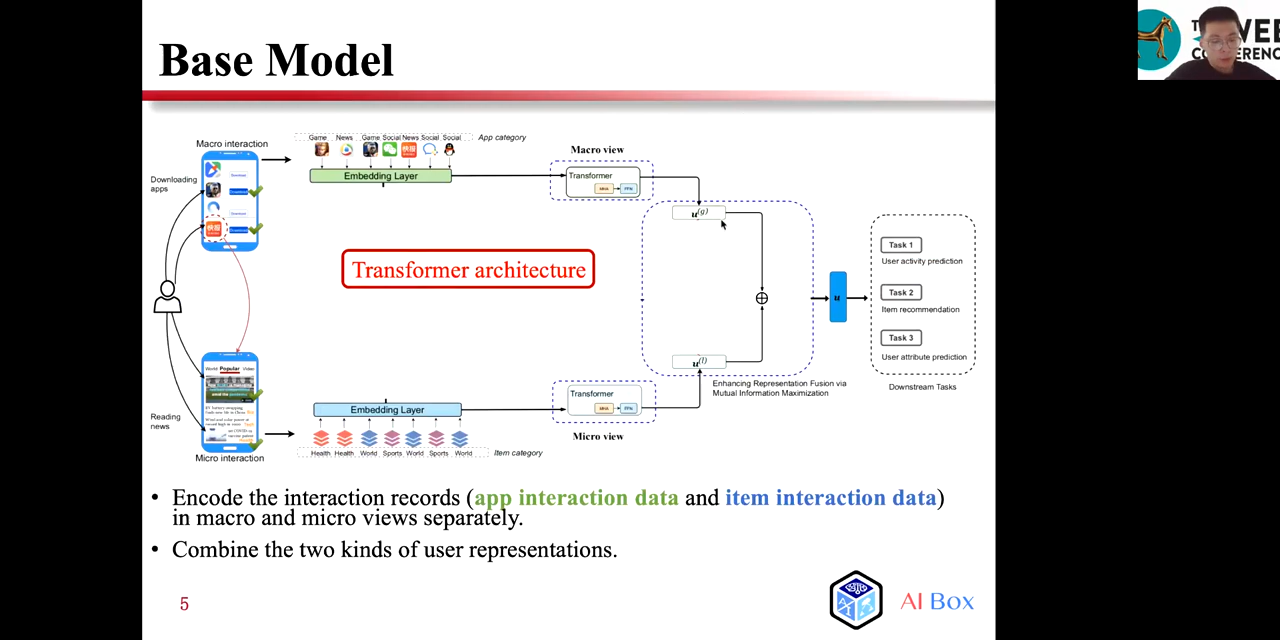 Base Model
Macro interaction
Downloading apps
Game News Game Social News Social Social
App category
Embedding Layer
Macro view
Transformer
MHA FFN
u(g)
Transformer architecture
Task 1
User activity prediction
Task 2
Item recommendation
Task 3
User attribute prediction
Downstream Tasks
u
u(l)
Enhancing Representation Fusion via
Mutual Information Maximization
World Popular Video
Reading
news
Micro interaction
Embedding Layer
Health Health World Sports World Sports World
Item category
Transformer
MHA FFN
Micro view
• Encode the interaction records (app interaction data and item interaction data)
in macro and micro views separately.
• Combine the two kinds of user representations.
5
AI Box